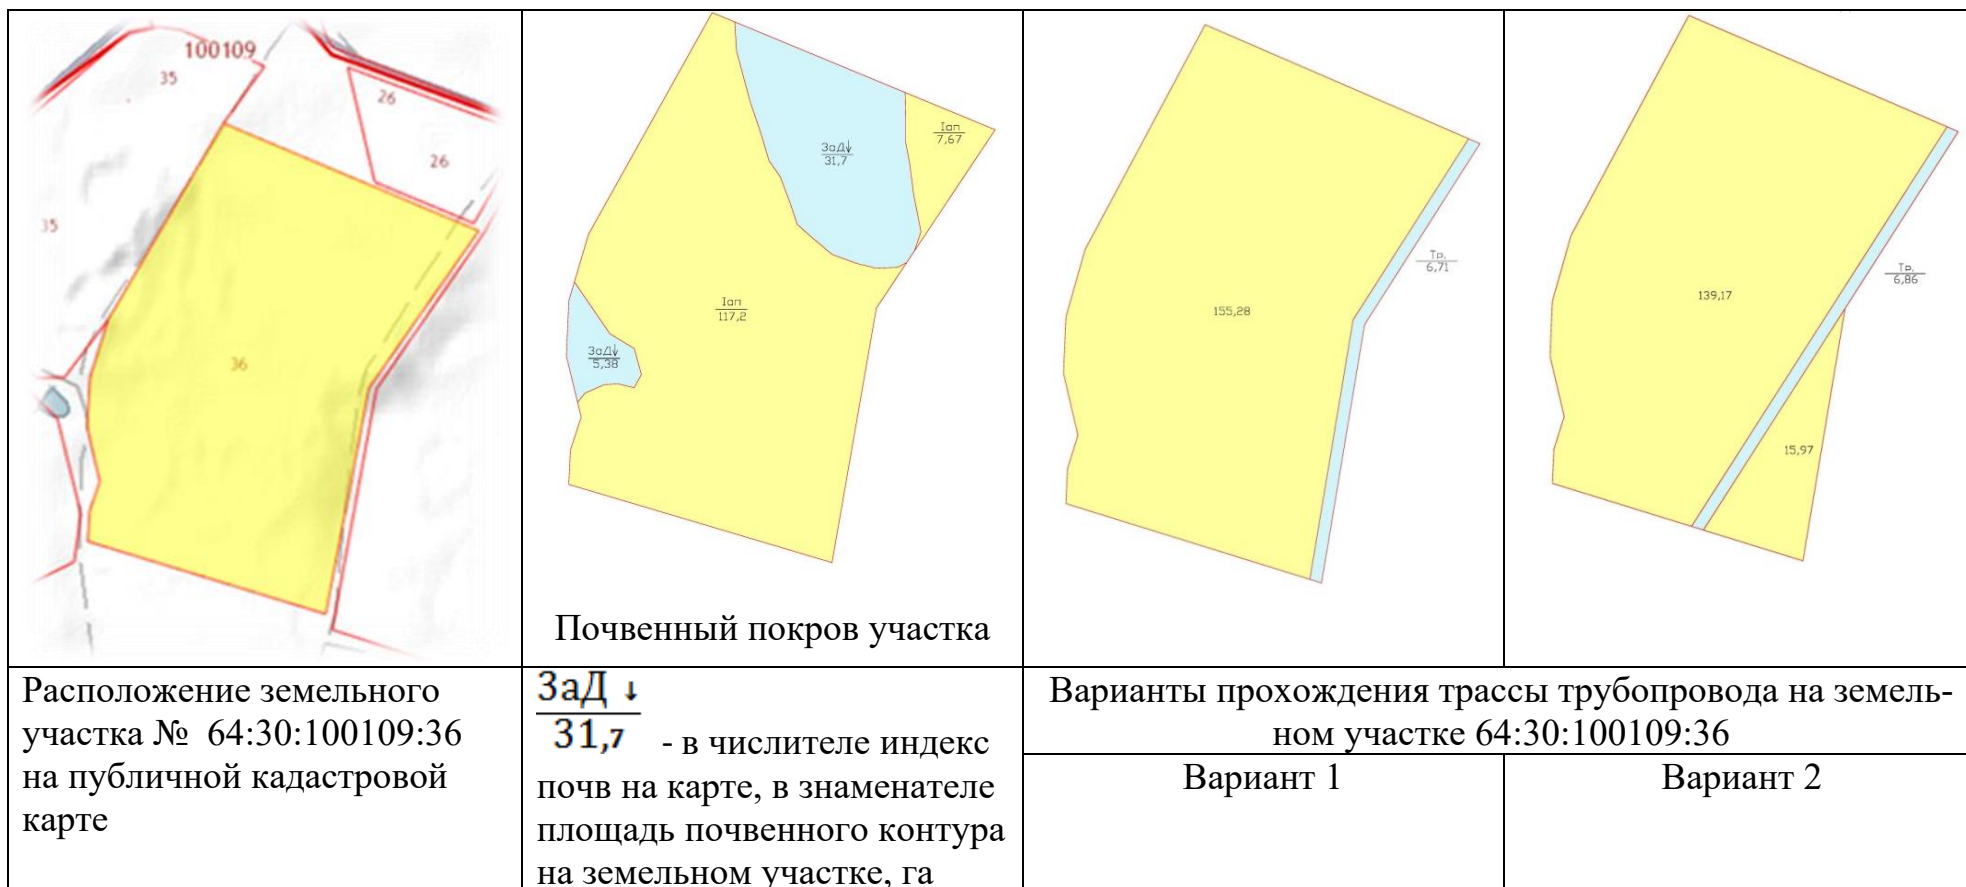 100109
35
26
26
35
36
ЗаД↓
31,7
Iап
7,67
Iап
117,2
ЗаД↓
5,38
Почвенный покров участка
Тр.
6,71
155,28
Тр.
6,86
139,17
15,97
Расположение земельного
участка № 64:30:100109:36
на публичной кадастровой
карте
ЗаД ↓
31,7 - в числителе индекс
почв на карте, в знаменателе
площадь почвенного контура
на земельном участке, га
Варианты прохождения трассы трубопровода на земель-
ном участке 64:30:100109:36
Вариант 1
Вариант 2